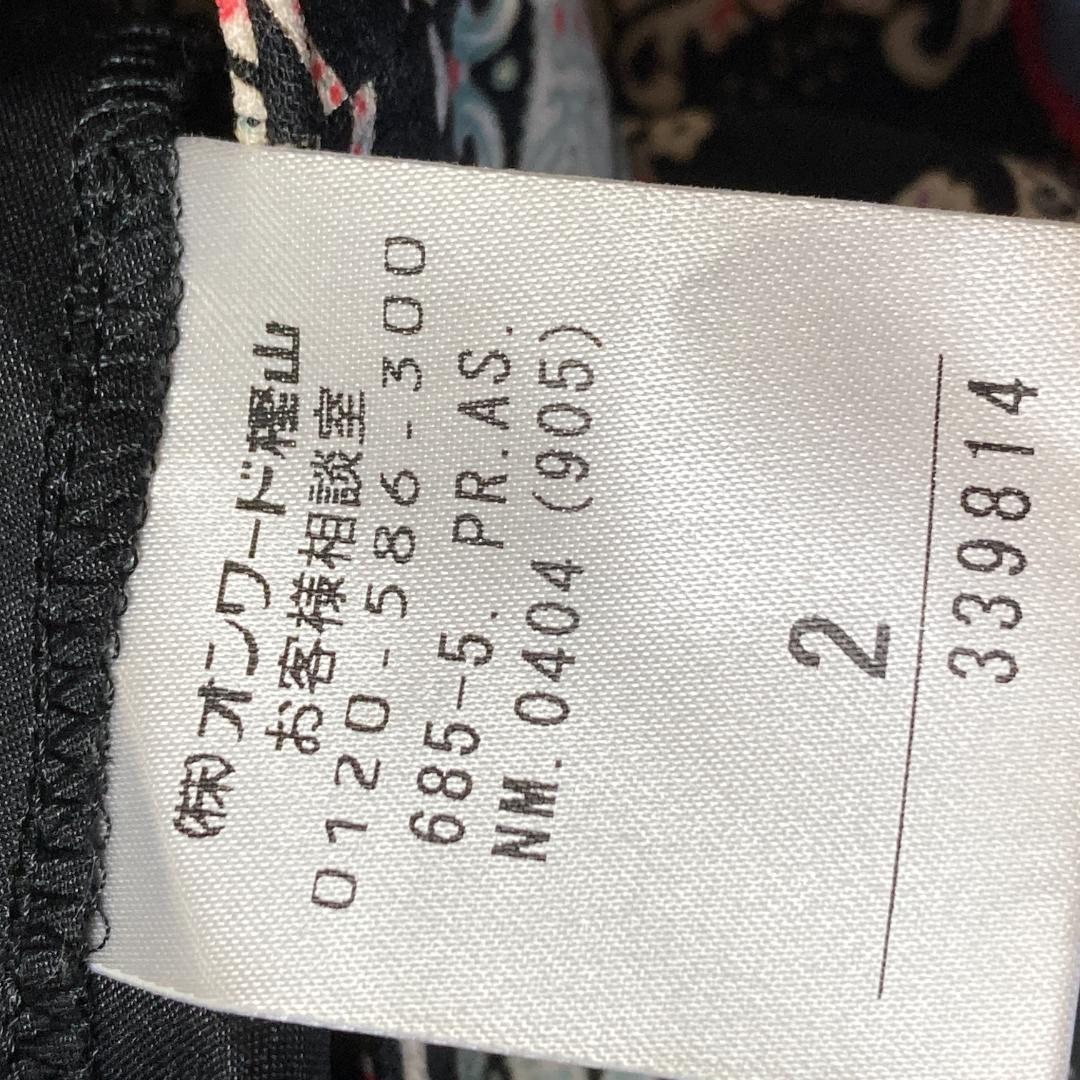 ㈱オンワード樫山
お客様相談室
0120-586-300
685-5. PR.AS.
NM.0404(905)
2
339814